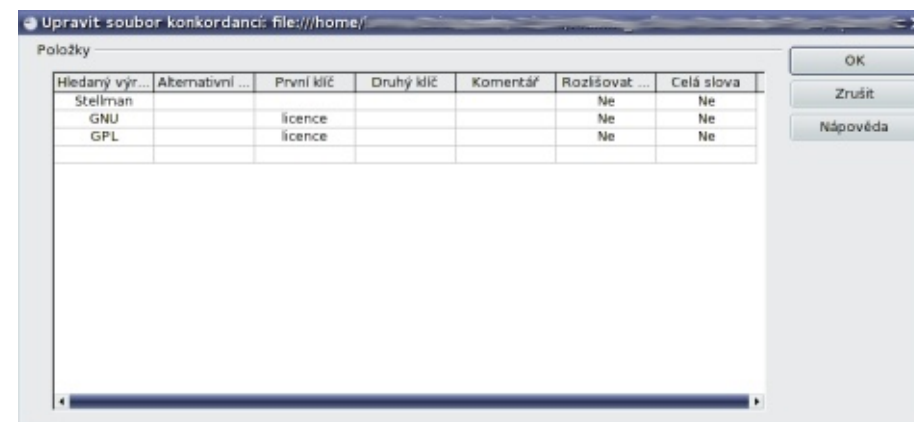 Upravit soubor konkordancí: file:///home/
Položky
Hledaný výr... Alternativní ... První klíč Druhý klíč Komentář Rozlišovat ... Celá slova
Stellman Ne Ne
GNU licence Ne Ne
GPL licence Ne Ne
OK
Zrušit
Nápověda